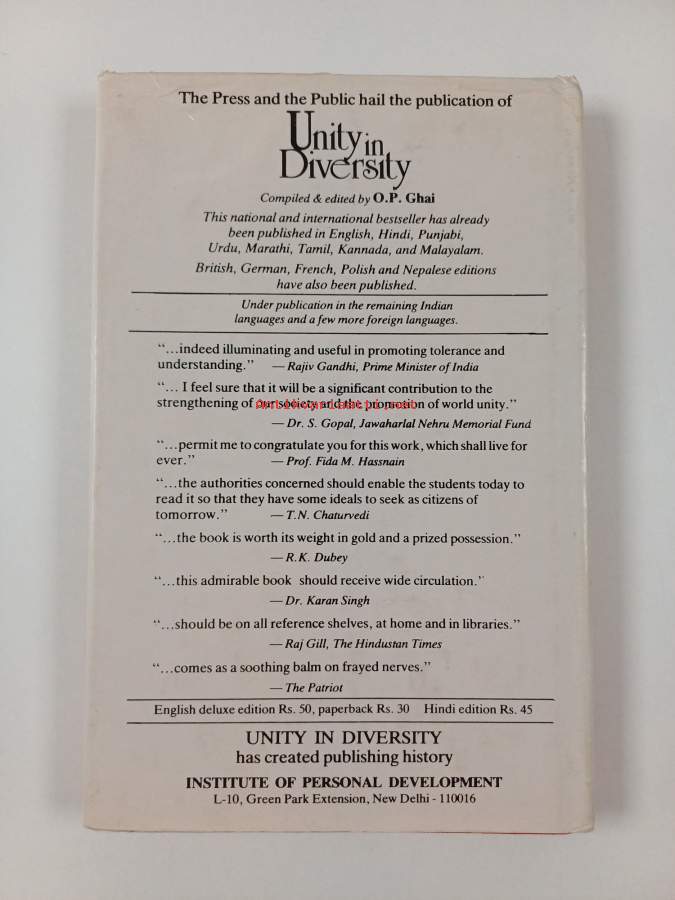 The Press and the Public hail the publication of
Unity in
Diversity
Compiled & edited by O.P. Ghai
This national and international bestseller has already
been published in English, Hindi, Punjabi,
Urdu, Marathi, Tamil, Kannada, and Malayalam.
British, German, French, Polish and Nepalese editions
have also been published.
Under publication in the remaining Indian
languages and a few more foreign languages.
"...indeed illuminating and useful in promoting tolerance and
understanding." — Rajiv Gandhi, Prime Minister of India
"... I feel sure that it will be a significant contribution to the
strengthening of our society and the promotion of world unity."
— Dr. S. Gopal, Jawaharlal Nehru Memorial Fund
"...permit me to congratulate you for this work, which shall live for
ever." — Prof. Fida M. Hassnain
"...the authorities concerned should enable the students today to
read it so that they have some ideals to seek as citizens of
tomorrow." — T.N. Chaturvedi
"...the book is worth its weight in gold and a prized possession."
— R.K. Dubey
"...this admirable book should receive wide circulation."
— Dr. Karan Singh
"...should be on all reference shelves, at home and in libraries."
— Raj Gill, The Hindustan Times
"...comes as a soothing balm on frayed nerves."
— The Patriot
English deluxe edition Rs. 50, paperback Rs. 30 Hindi edition Rs. 45
UNITY IN DIVERSITY
has created publishing history
INSTITUTE OF PERSONAL DEVELOPMENT
L-10, Green Park Extension, New Delhi - 110016